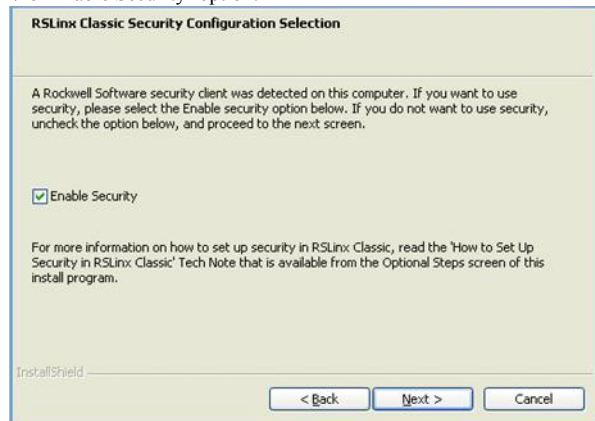 RSLinx Classic Security Configuration Selection
A Rockwell Software security client was detected on this computer. If you want to use
security, please select the Enable security option below. If you do not want to use security,
uncheck the option below, and proceed to the next screen.
Enable Security
For more information on how to set up security in RSLinx Classic, read the 'How to Set Up
Security in RSLinx Classic' Tech Note that is available from the Optional Steps screen of this
install program.
InstallShield
< Back Next > Cancel